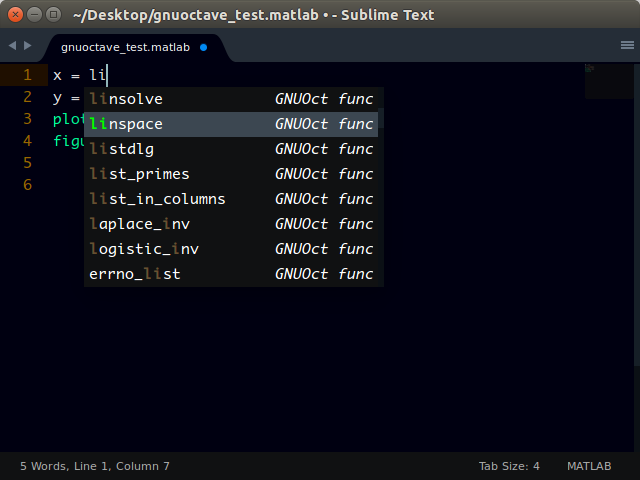 ~/Desktop/gnuoctave_test.matlab • - Sublime Text
gnuoctave_test.matlab
1 x = li
2 y =
linsolve GNUOct func
3 plot
linspace GNUOct func
4 figu
listdlg GNUOct func
5
list_primes GNUOct func
6
list_in_columns GNUOct func
laplace_inv GNUOct func
logistic_inv GNUOct func
errno_list GNUOct func
5 Words, Line 1, Column 7 Tab Size: 4 MATLAB